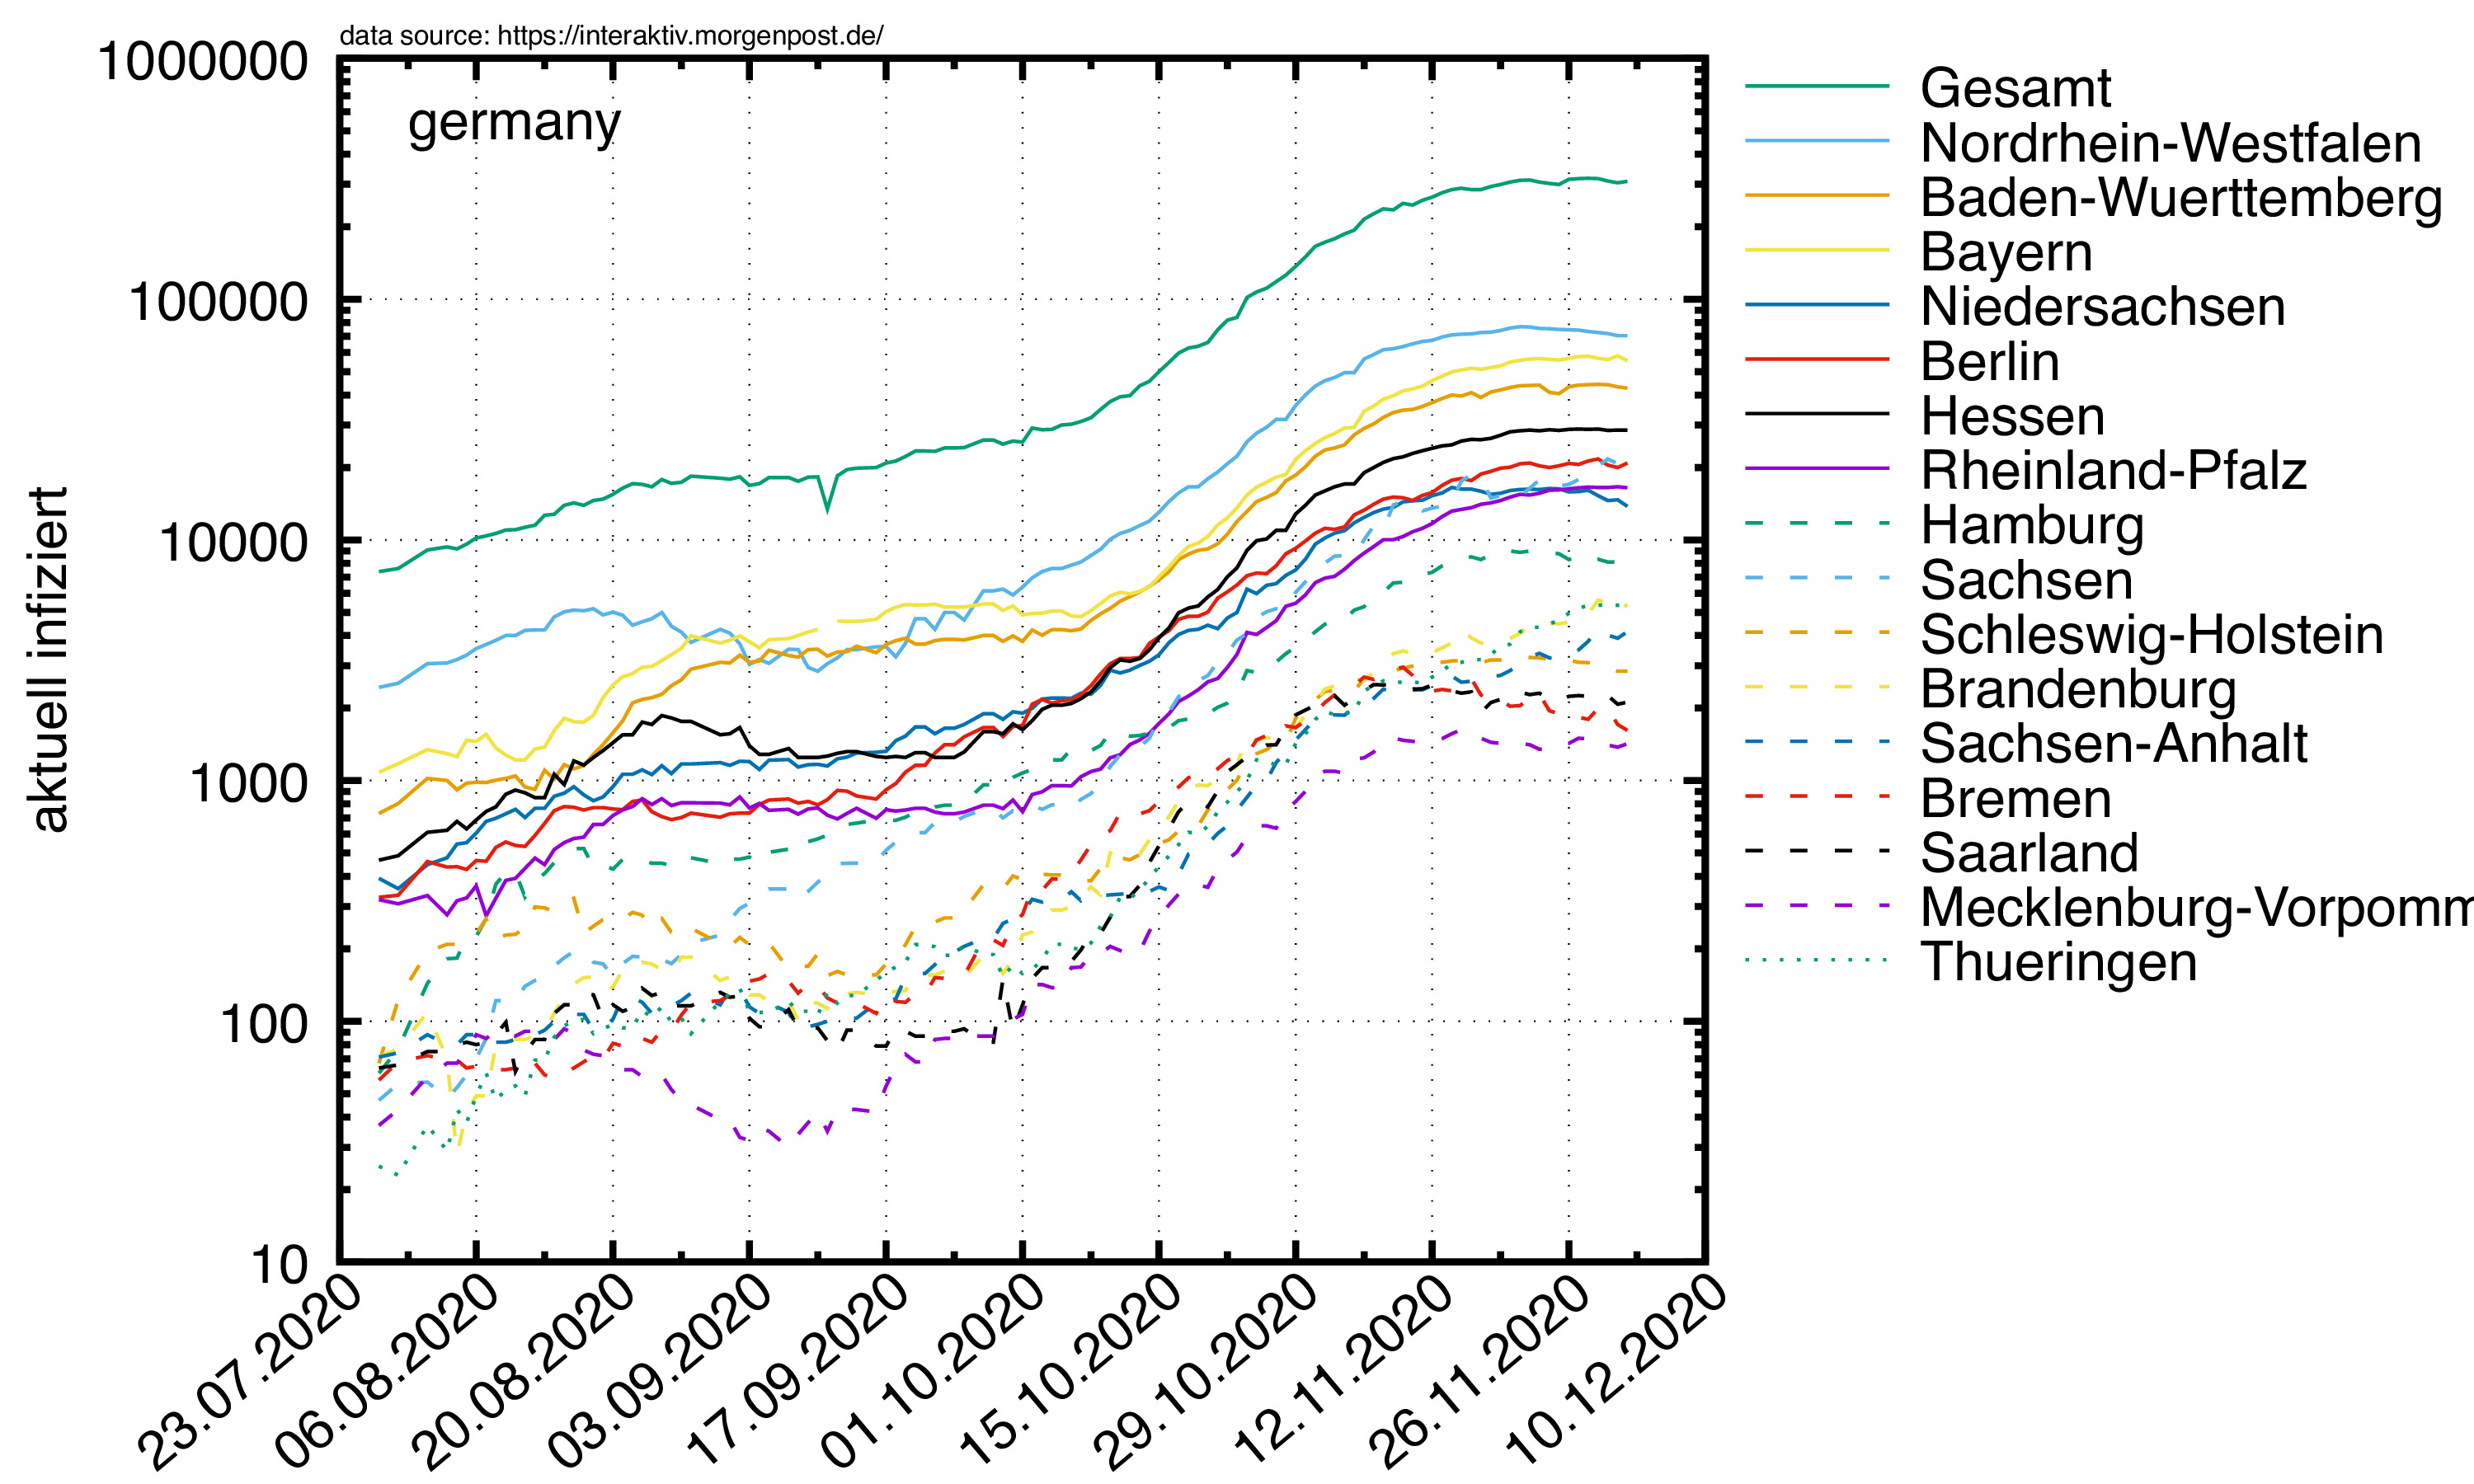 data source: https://interaktiv.morgenpost.de/
germany
aktuell infiziert
1000000
100000
10000
1000
100
10
23.07.2020
06.08.2020
20.08.2020
03.09.2020
17.09.2020
01.10.2020
15.10.2020
29.10.2020
12.11.2020
26.11.2020
10.12.2020
Gesamt
Nordrhein-Westfalen
Baden-Wuerttemberg
Bayern
Niedersachsen
Berlin
Hessen
Rheinland-Pfalz
Hamburg
Sachsen
Schleswig-Holstein
Brandenburg
Sachsen-Anhalt
Bremen
Saarland
Mecklenburg-Vorpomm
Thueringen